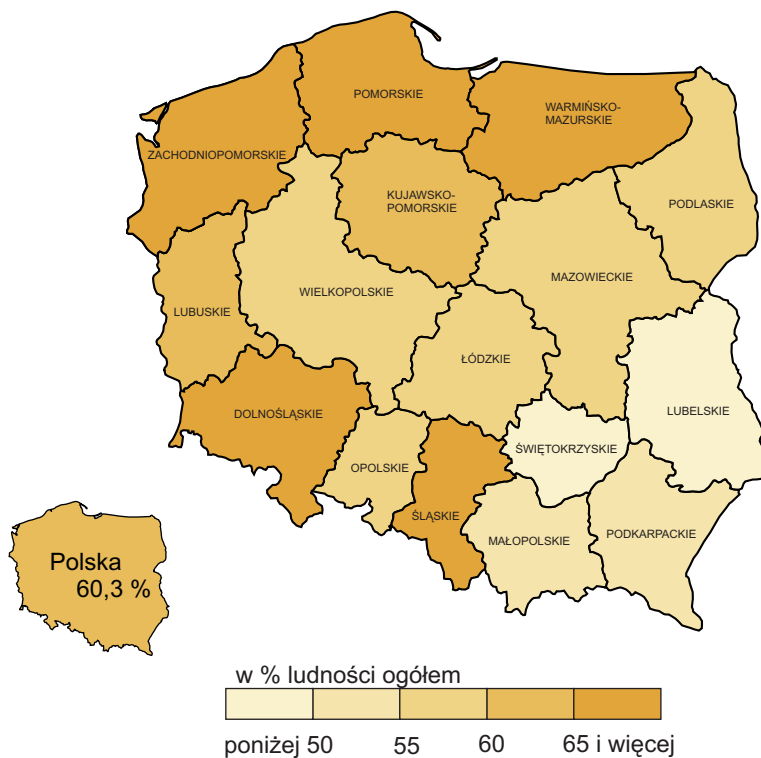 POMORSKIE
WARMIŃSKO-
MAZURSKIE
ZACHODNIOPOMORSKIE
KUJAWSKO-
POMORSKIE
PODLASKIE
MAZOWIECKIE
WIELKOPOLSKIE
LUBUSKIE
ŁÓDZKIE
DOLNOŚLĄSKIE
LUBELSKIE
ŚWIĘTOKRZYSKIE
OPOLSKIE
ŚLĄSKIE
MAŁOPOLSKIE
PODKARPACKIE
Polska
60,3 %
w % ludności ogółem
poniżej 50 55 60 65 i więcej